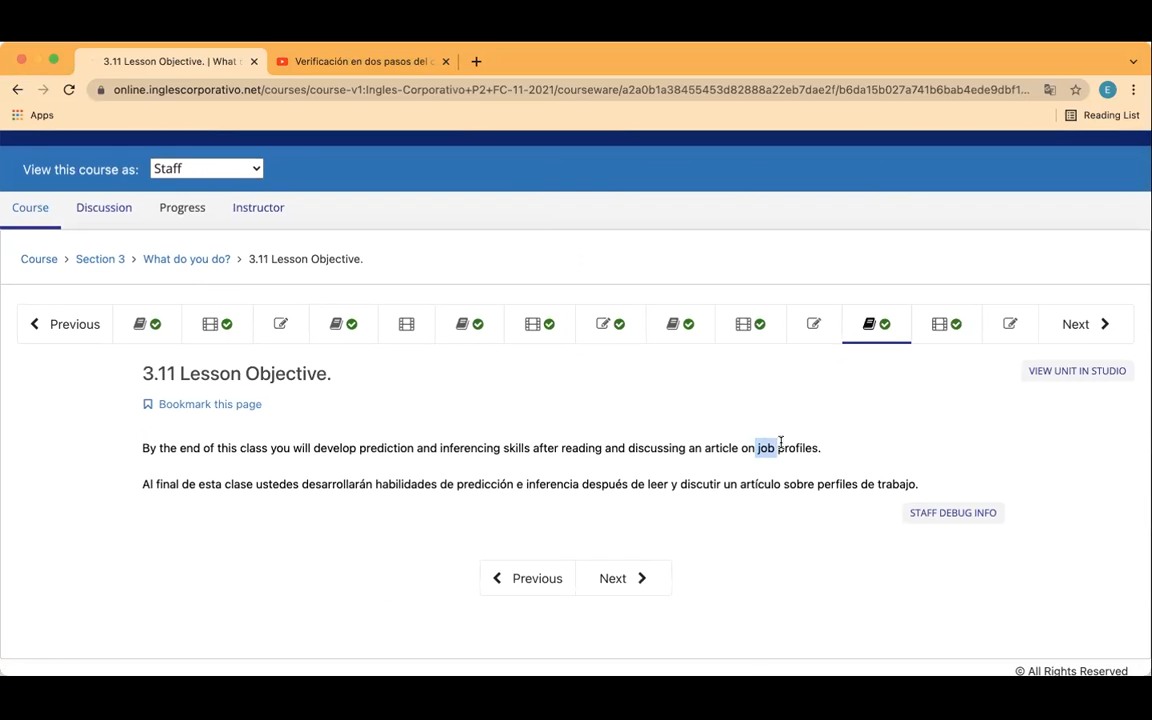 3.11 Lesson Objective. | What
Verificación en dos pasos del c
online.inglescorporativo.net/courses/course-v1:Ingles-Corporativo+P2+FC-11-2021/courseware/a2a0b1a38455453d82888a22eb7dae2f/b6da15b027a741b6bab4ede9dbf1...
E
Apps
Reading List
View this course as: Staff
Course Discussion Progress Instructor
Course > Section 3 > What do you do? > 3.11 Lesson Objective.
Previous Next
3.11 Lesson Objective.
VIEW UNIT IN STUDIO
Bookmark this page
By the end of this class you will develop prediction and inferencing skills after reading and discussing an article on job profiles.
Al final de esta clase ustedes desarrollarán habilidades de predicción e inferencia después de leer y discutir un artículo sobre perfiles de trabajo.
STAFF DEBUG INFO
Previous Next
© All Rights Reserved